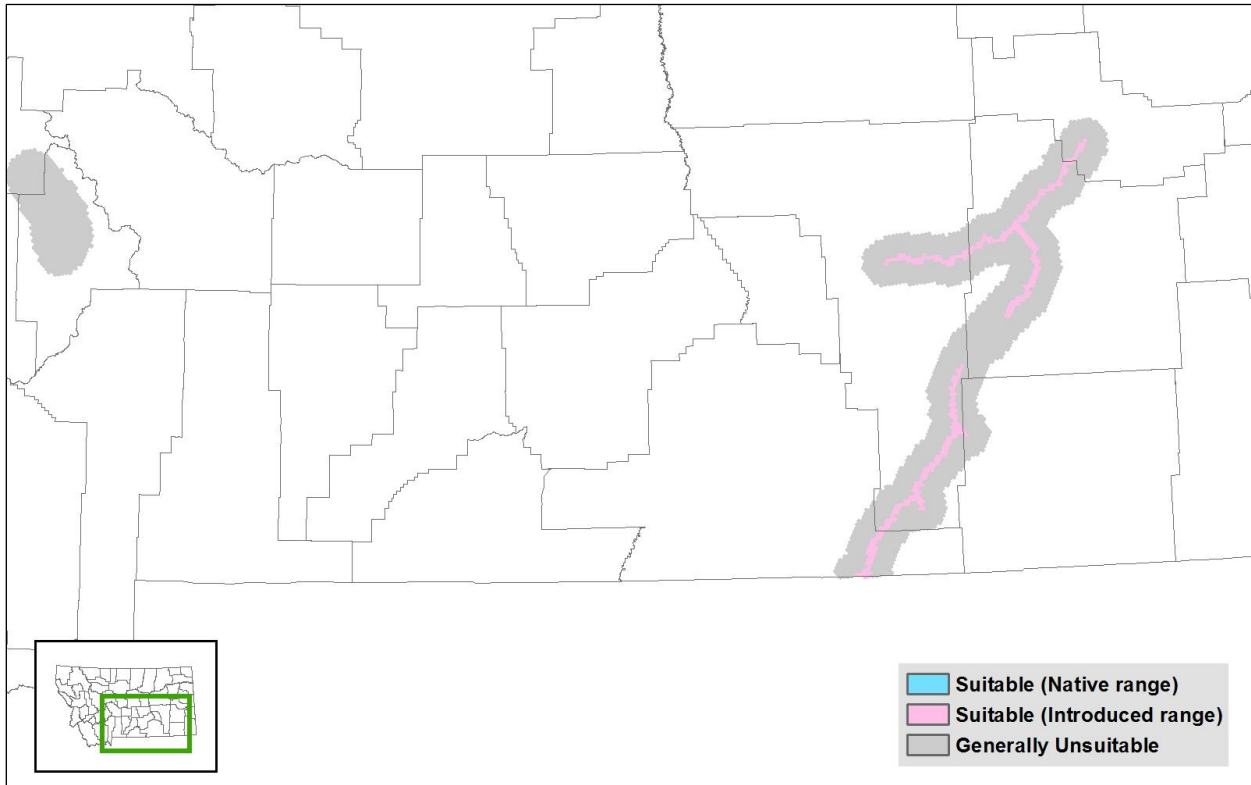 Suitable (Native range)
Suitable (Introduced range)
Generally Unsuitable